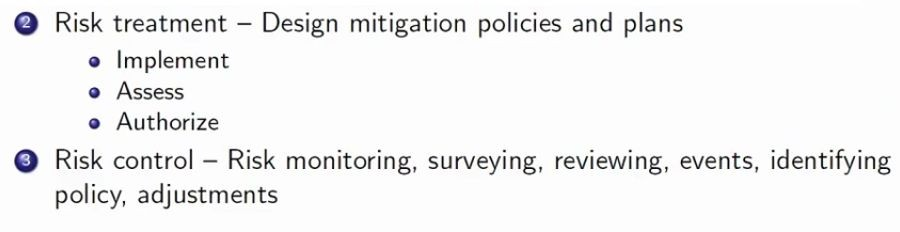 2 Risk treatment – Design mitigation policies and plans
Implement
Assess
Authorize
3 Risk control – Risk monitoring, surveying, reviewing, events, identifying
policy, adjustments